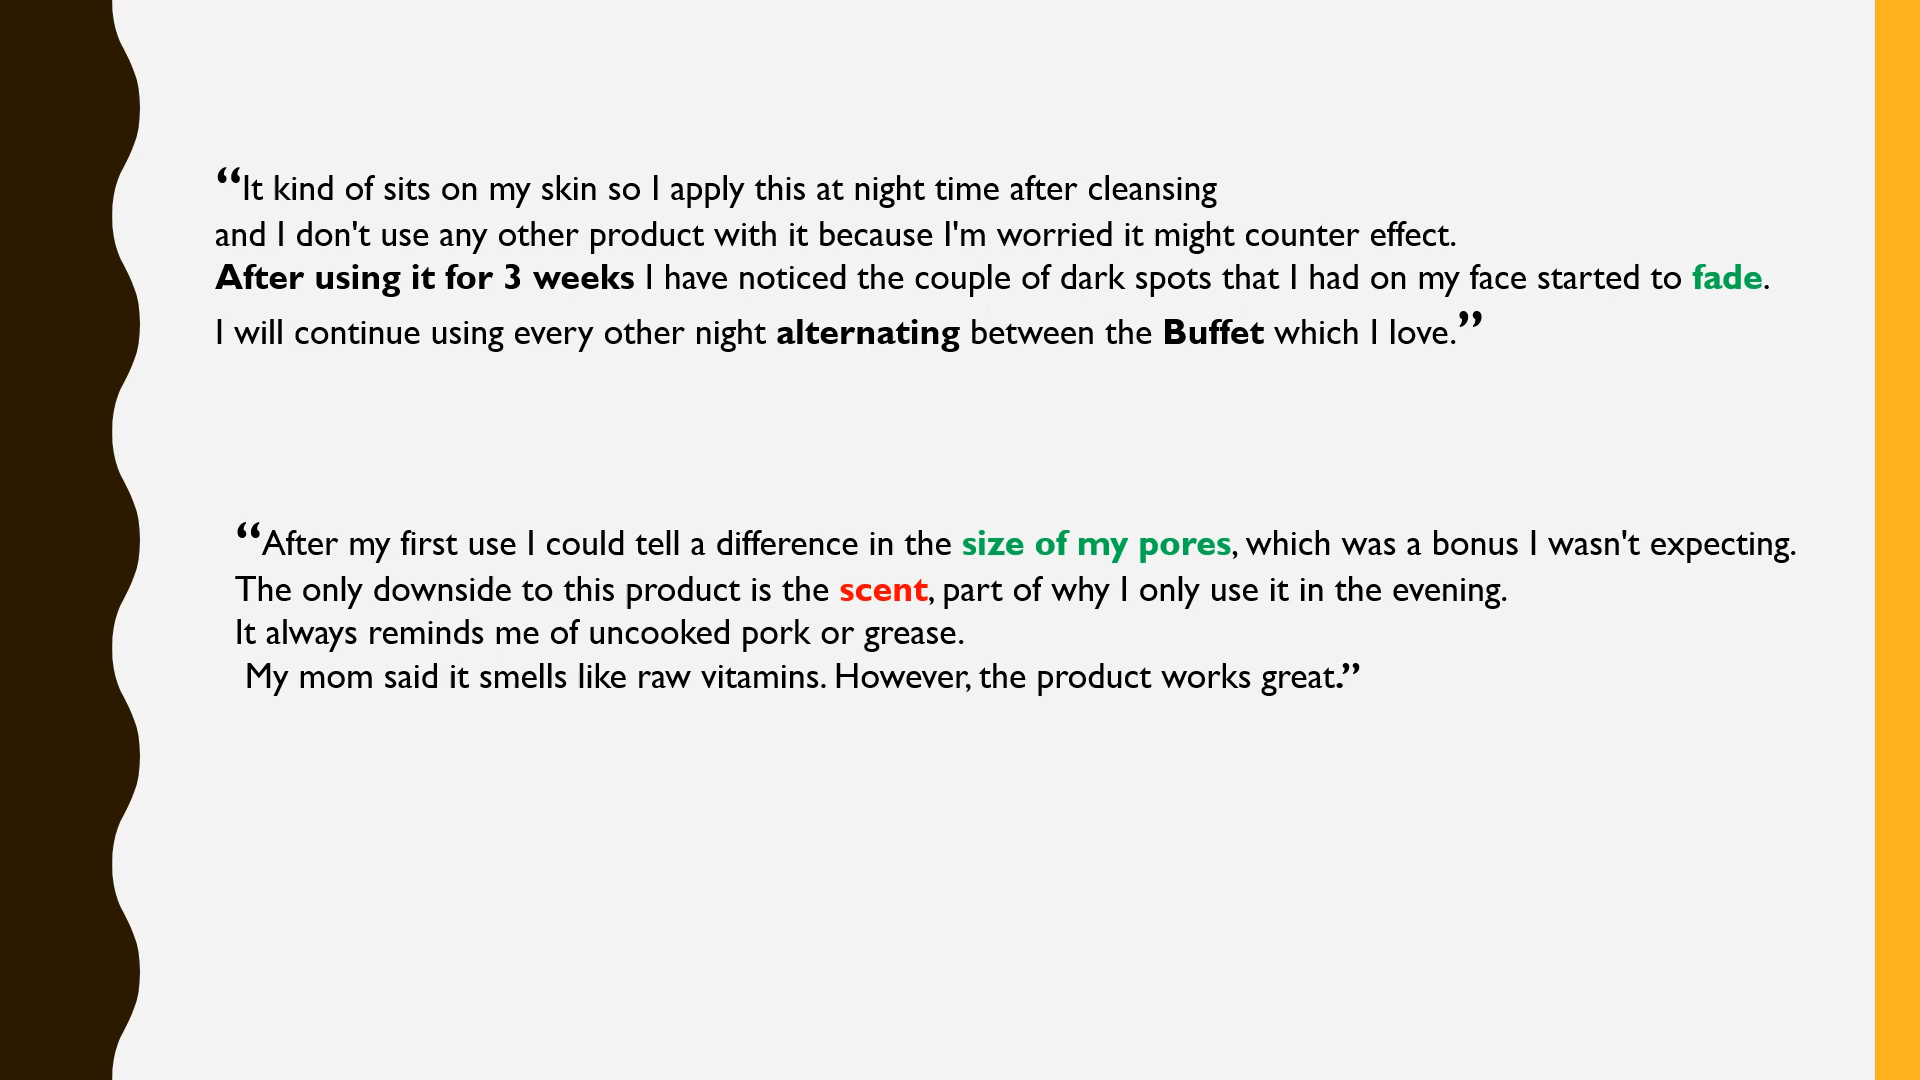 “It kind of sits on my skin so I apply this at night time after cleansing
and I don't use any other product with it because I'm worried it might counter effect.
After using it for 3 weeks I have noticed the couple of dark spots that I had on my face started to fade.
I will continue using every other night alternating between the Buffet which I love.”
“After my first use I could tell a difference in the size of my pores, which was a bonus I wasn't expecting.
The only downside to this product is the scent, part of why I only use it in the evening.
It always reminds me of uncooked pork or grease.
My mom said it smells like raw vitamins. However, the product works great.”